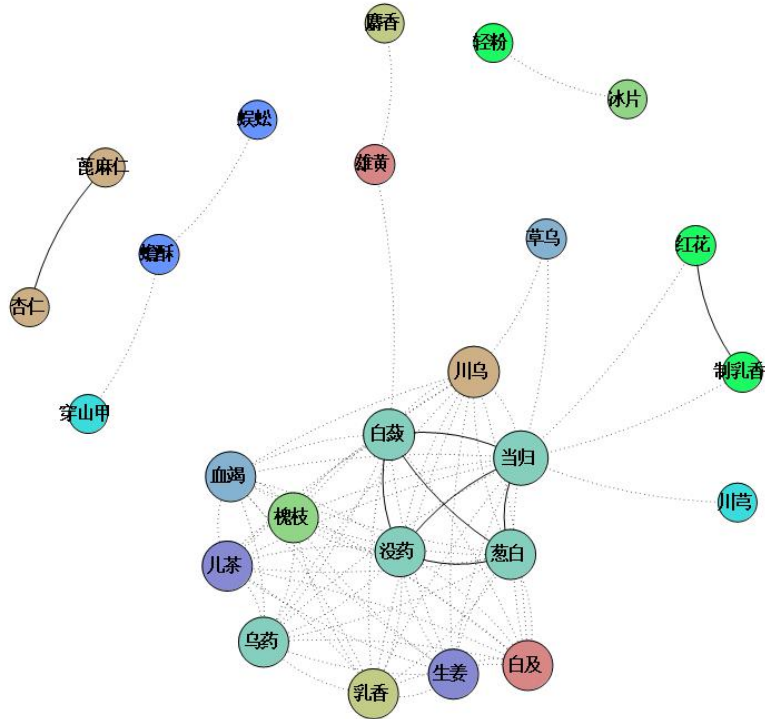 麝香
轻粉
冰片
蜈蚣
蓖麻仁
雄黄
草乌
红花
蟾酥
杏仁
川乌
制乳香
穿山甲
白蔹
当归
血竭
川芎
槐枝
没药
葱白
儿茶
乌药
白及
生姜
乳香